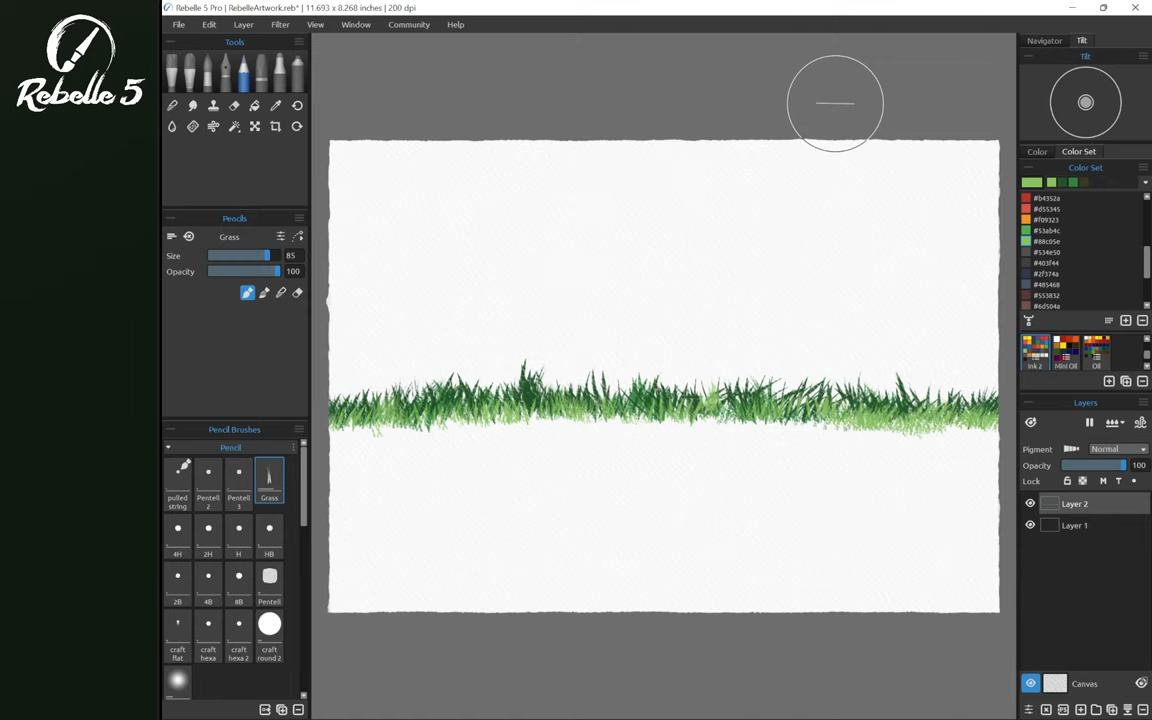 Rebelle 5
Rebelle 5 Pro | RebelleArtwork.reb* | 11.693 x 8.268 inches | 200 dpi
File Edit Layer Filter View Window Community Help
Tools
Pencils
Grass
Size 85
Opacity 100
Pencil Brushes
Pencil
pulled string
Pentell 2
Pentell 3
Grass
4H 2H H HB
2B 4B 8B Pentell
craft flat
craft hexa
craft hexa 2
craft round 2
Navigator Tilt
Tilt
Color Color Set
Color Set
#b4352a
#d55345
#f09323
#53ab4c
#88c05e
#534e50
#403f44
#2f374a
#485468
#553832
#6d504a
Ink 2 Mini Oil Oil
Layers
Pigment Normal
Opacity 100
Lock M T
Layer 2
Layer 1
Canvas
PS